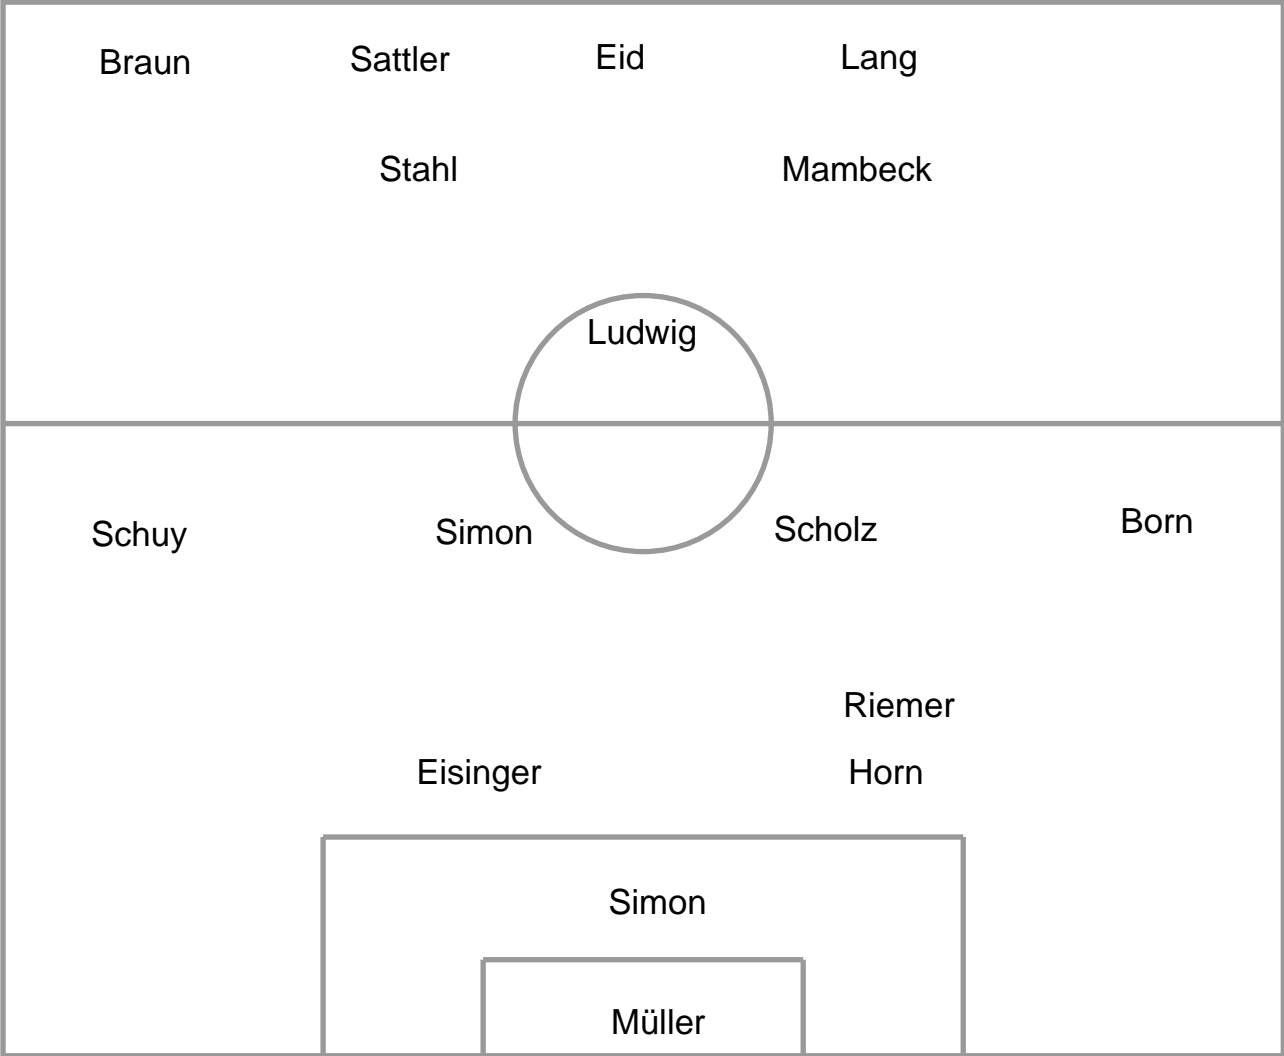 Braun Sattler Eid Lang
Stahl Mambeck
Ludwig
Schuy Simon Scholz Born
Riemer
Eisinger Horn
Simon
Müller